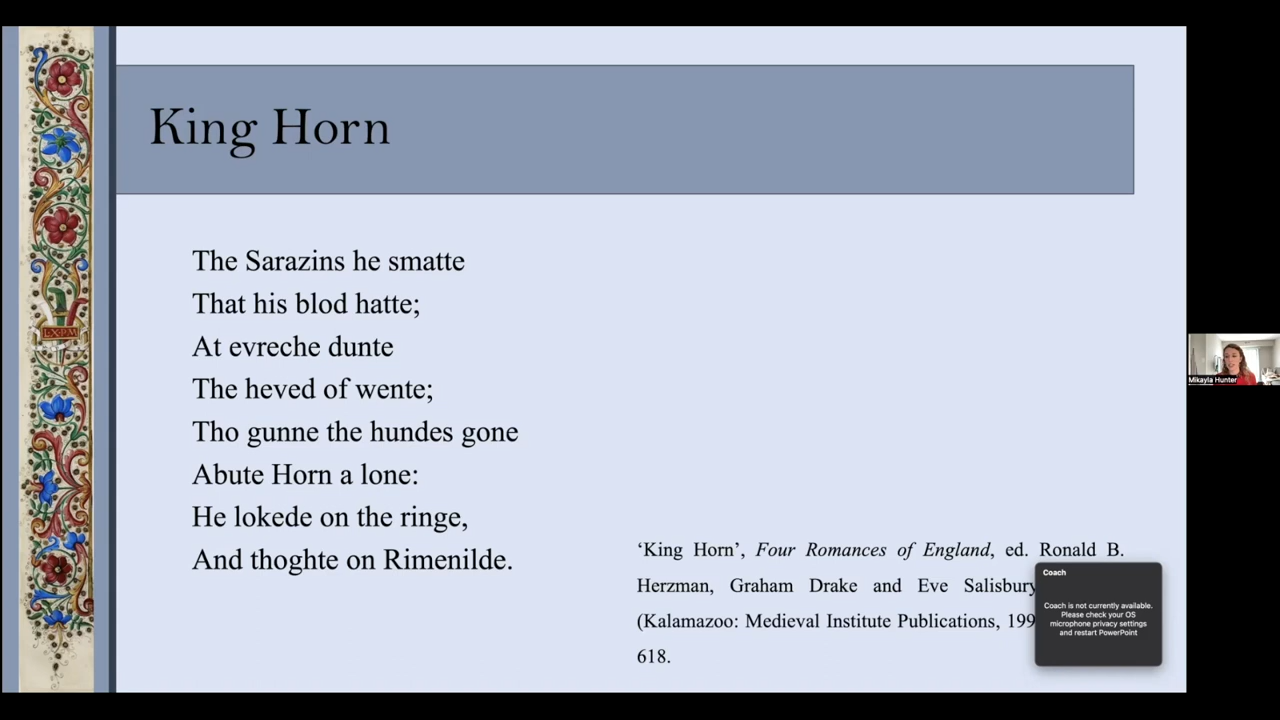 King Horn
The Sarazins he smatte
That his blod hatte;
At evreche dunte
The heved of wente;
Tho gunne the hundes gone
Abute Horn a lone:
He lokede on the ringe,
And thoghte on Rimenilde.
‘King Horn’, Four Romances of England, ed. Ronald B.
Herzman, Graham Drake and Eve Salisbury
(Kalamazoo: Medieval Institute Publications, 199
618.
Coach
Coach is not currently available.
Please check your OS
microphone privacy settings
and restart PowerPoint
Mikayla Hunter